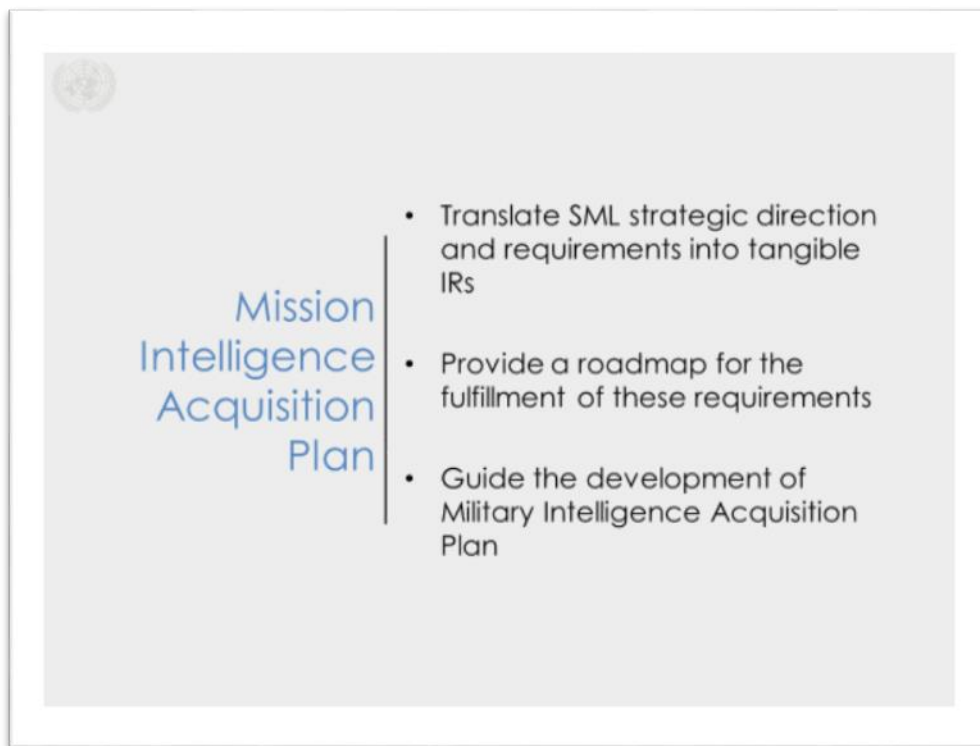 Mission
Intelligence
Acquisition
Plan
• Translate SML strategic direction
and requirements into tangible
IRs
• Provide a roadmap for the
fulfillment of these requirements
• Guide the development of
Military Intelligence Acquisition
Plan